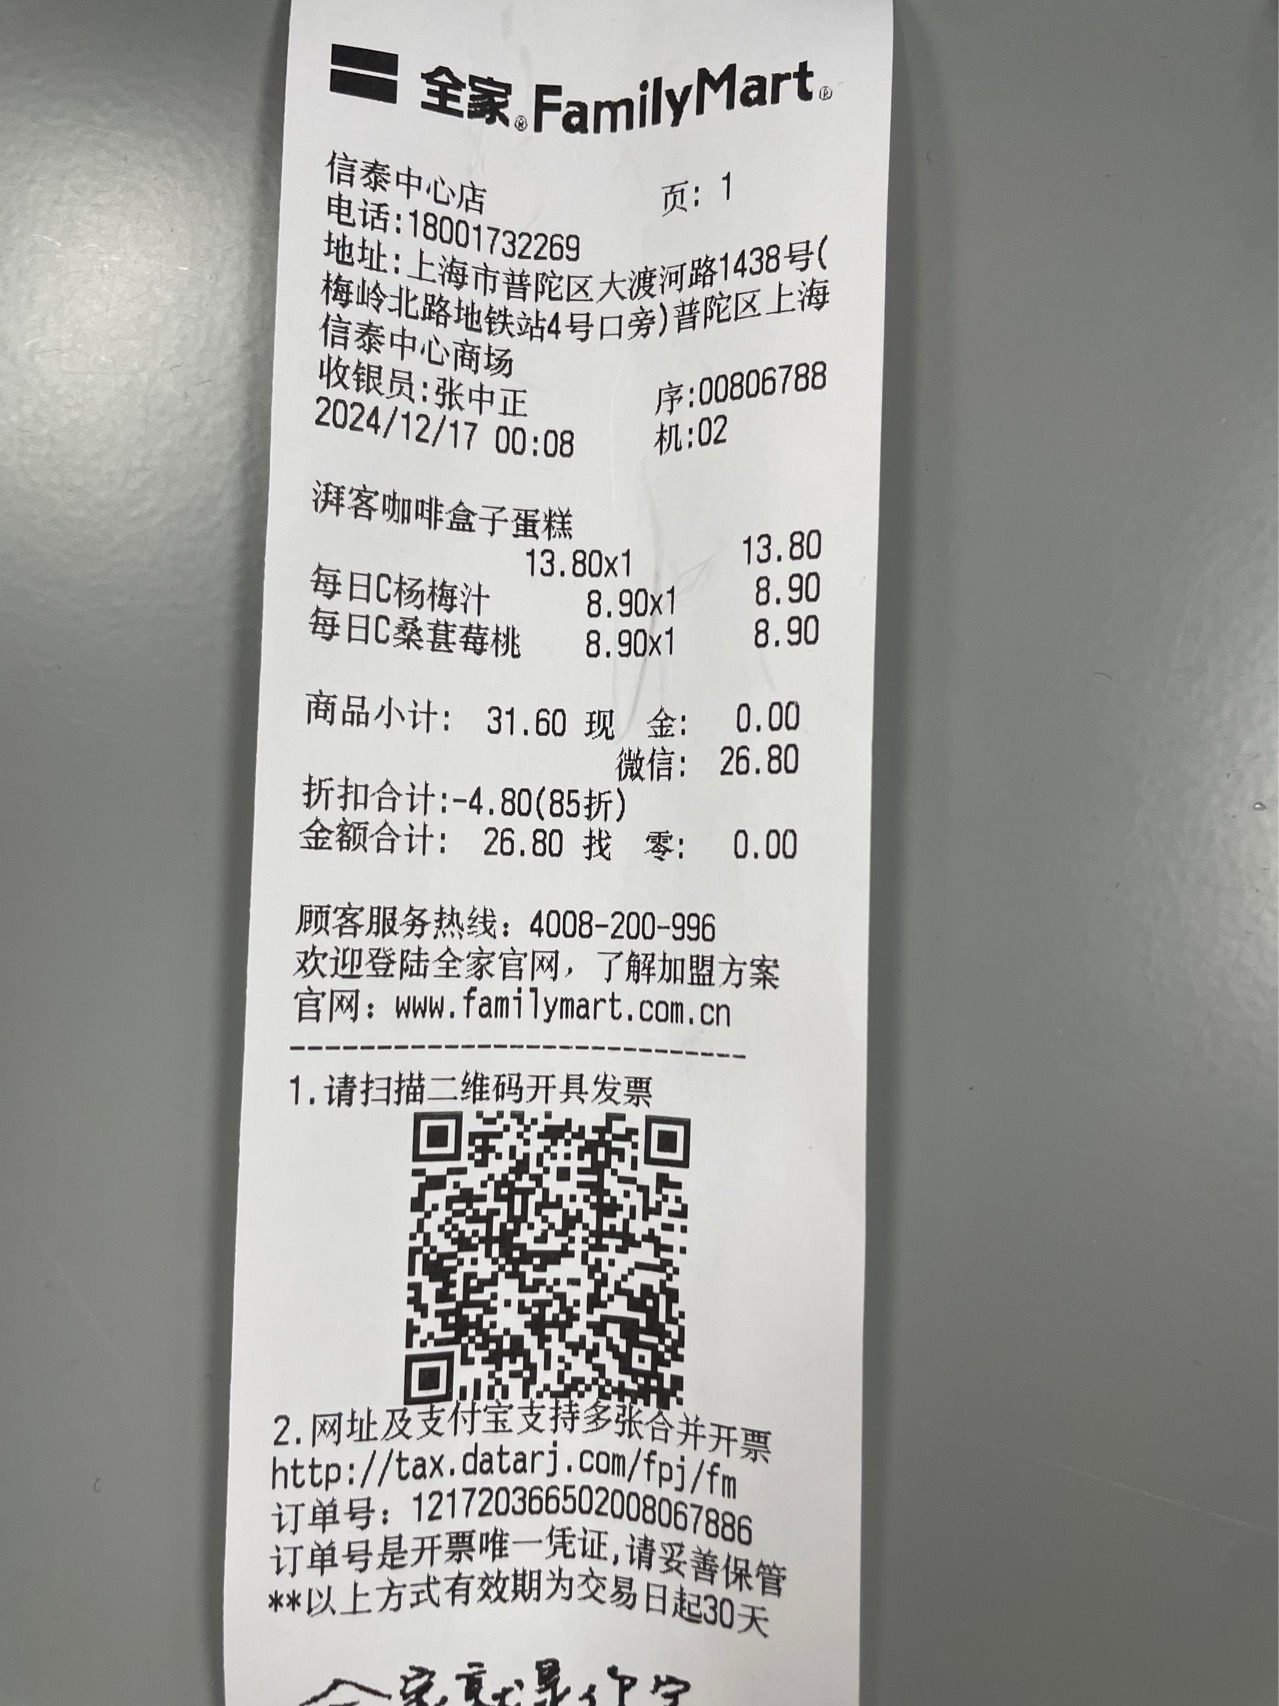 全家® FamilyMart®
信泰中心店 页: 1
电话:18001732269
地址:上海市普陀区大渡河路1438号(
梅岭北路地铁站4号口旁)普陀区上海
信泰中心商场
收银员:张中正 序:00806788
2024/12/17 00:08 机:02
湃客咖啡盒子蛋糕
13.80x1 13.80
每日C杨梅汁 8.90x1 8.90
每日C桑葚莓桃 8.90x1 8.90
商品小计: 31.60 现 金: 0.00
微信: 26.80
折扣合计:-4.80(85折)
金额合计: 26.80 找 零: 0.00
顾客服务热线：4008-200-996
欢迎登陆全家官网，了解加盟方案
官网：www.familymart.com.cn
----------------------------
1.请扫描二维码开具发票
2.网址及支付宝支持多张合并开票
http://tax.datarj.com/fpj/fm
订单号：121720366502008067886
订单号是开票唯一凭证,请妥善保管
**以上方式有效期为交易日起30天
全家就是你家